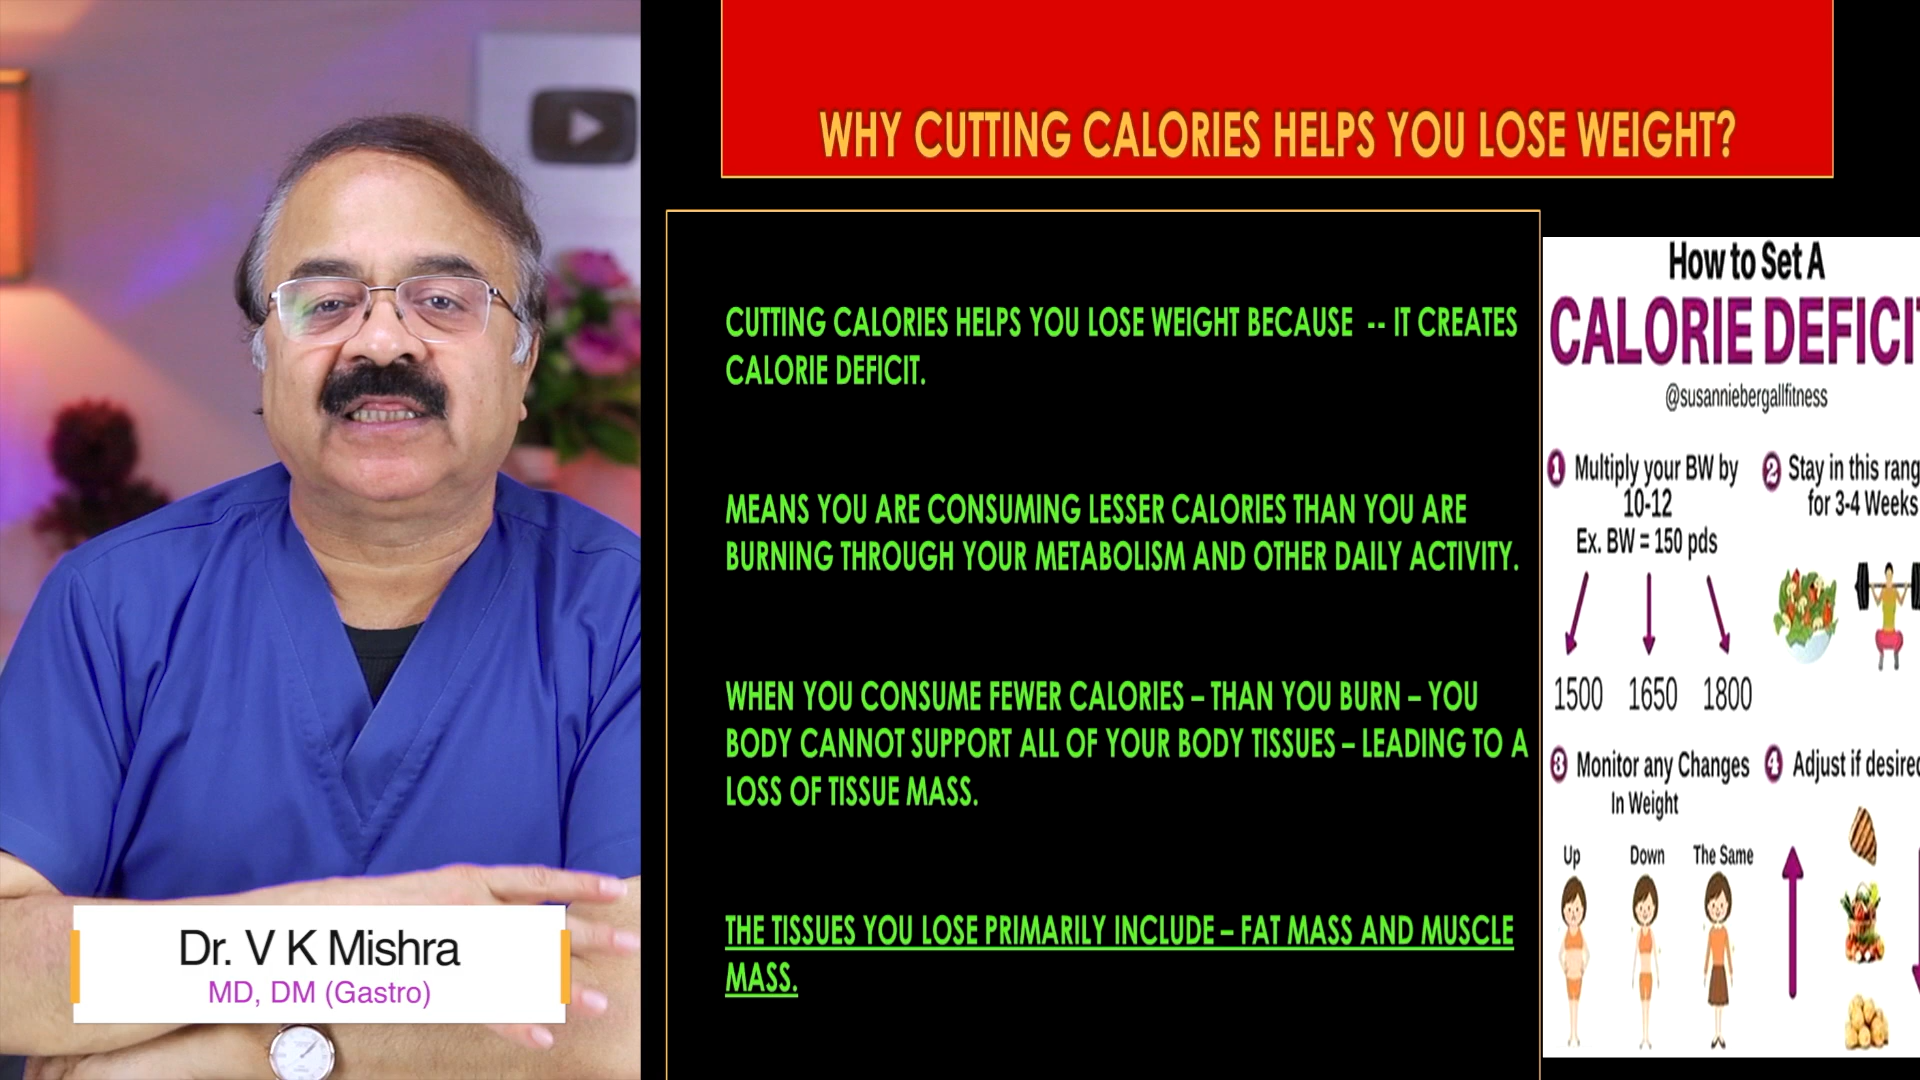 WHY CUTTING CALORIES HELPS YOU LOSE WEIGHT?
CUTTING CALORIES HELPS YOU LOSE WEIGHT BECAUSE -- IT CREATES
CALORIE DEFICIT.
MEANS YOU ARE CONSUMING LESSER CALORIES THAN YOU ARE
BURNING THROUGH YOUR METABOLISM AND OTHER DAILY ACTIVITY.
WHEN YOU CONSUME FEWER CALORIES – THAN YOU BURN – YOU
BODY CANNOT SUPPORT ALL OF YOUR BODY TISSUES – LEADING TO A
LOSS OF TISSUE MASS.
THE TISSUES YOU LOSE PRIMARILY INCLUDE – FAT MASS AND MUSCLE
MASS.
How to Set A
CALORIE DEFICIT
@susanniebergallfitness
1 Multiply your BW by
10-12
Ex. BW = 150 pds
1500 1650 1800
2 Stay in this rang
for 3-4 Weeks
3 Monitor any Changes
In Weight
Up Down The Same
4 Adjust if desired
Dr. V K Mishra
MD, DM (Gastro)